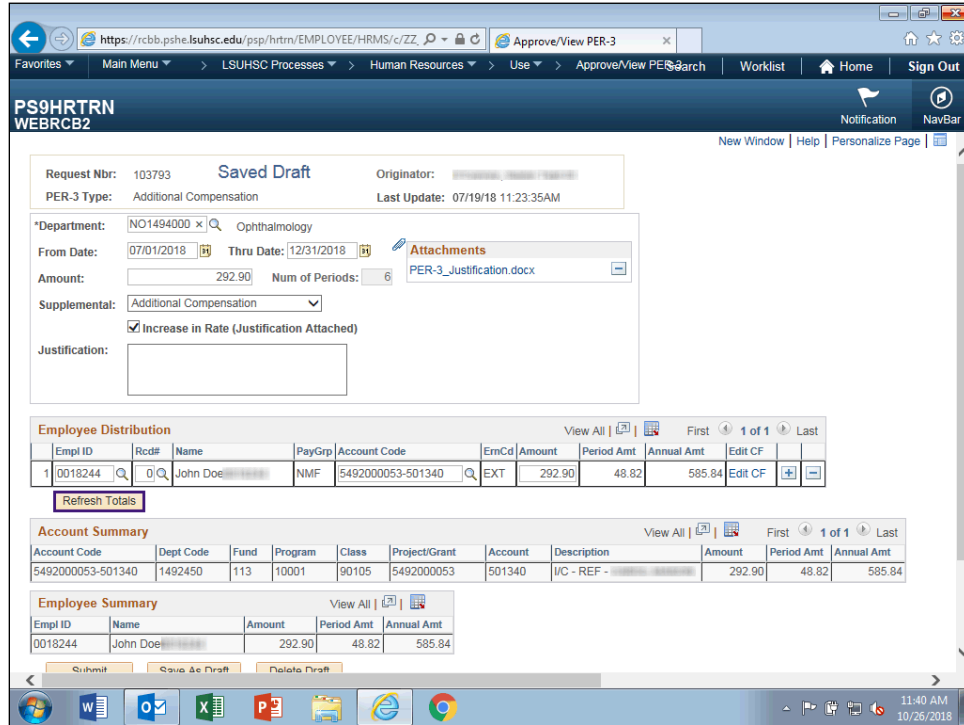 https://rcbb.pshe.lsuhsc.edu/psp/hrtrn/EMPLOYEE/HRMS/c/ZZ_ Approve/View PER-3
Favorites Main Menu > LSUHSC Processes > Human Resources > Use > Approve/View PER-3 Search Worklist Home Sign Out
PS9HRTRN
WEBRCB2
Notification NavBar
New Window | Help | Personalize Page |
Request Nbr: 103793 Saved Draft Originator:
PER-3 Type: Additional Compensation Last Update: 07/19/18 11:23:35AM
*Department: NO1494000 Ophthalmology
From Date: 07/01/2018 Thru Date: 12/31/2018 Attachments
PER-3_Justification.docx
Amount: 292.90 Num of Periods: 6
Supplemental: Additional Compensation
Increase in Rate (Justification Attached)
Justification:
Employee Distribution View All | First 1 of 1 Last
Empl ID Rcd# Name PayGrp Account Code ErnCd Amount Period Amt Annual Amt Edit CF
1 0018244 0 John Doe NMF 5492000053-501340 EXT 292.90 48.82 585.84 Edit CF
Refresh Totals
Account Summary View All | First 1 of 1 Last
Account Code Dept Code Fund Program Class Project/Grant Account Description Amount Period Amt Annual Amt
5492000053-501340 1492450 113 10001 90105 5492000053 501340 I/C - REF - 292.90 48.82 585.84
Employee Summary View All |
Empl ID Name Amount Period Amt Annual Amt
0018244 John Doe 292.90 48.82 585.84
Submit Save As Draft Delete Draft
11:40 AM
10/26/2018